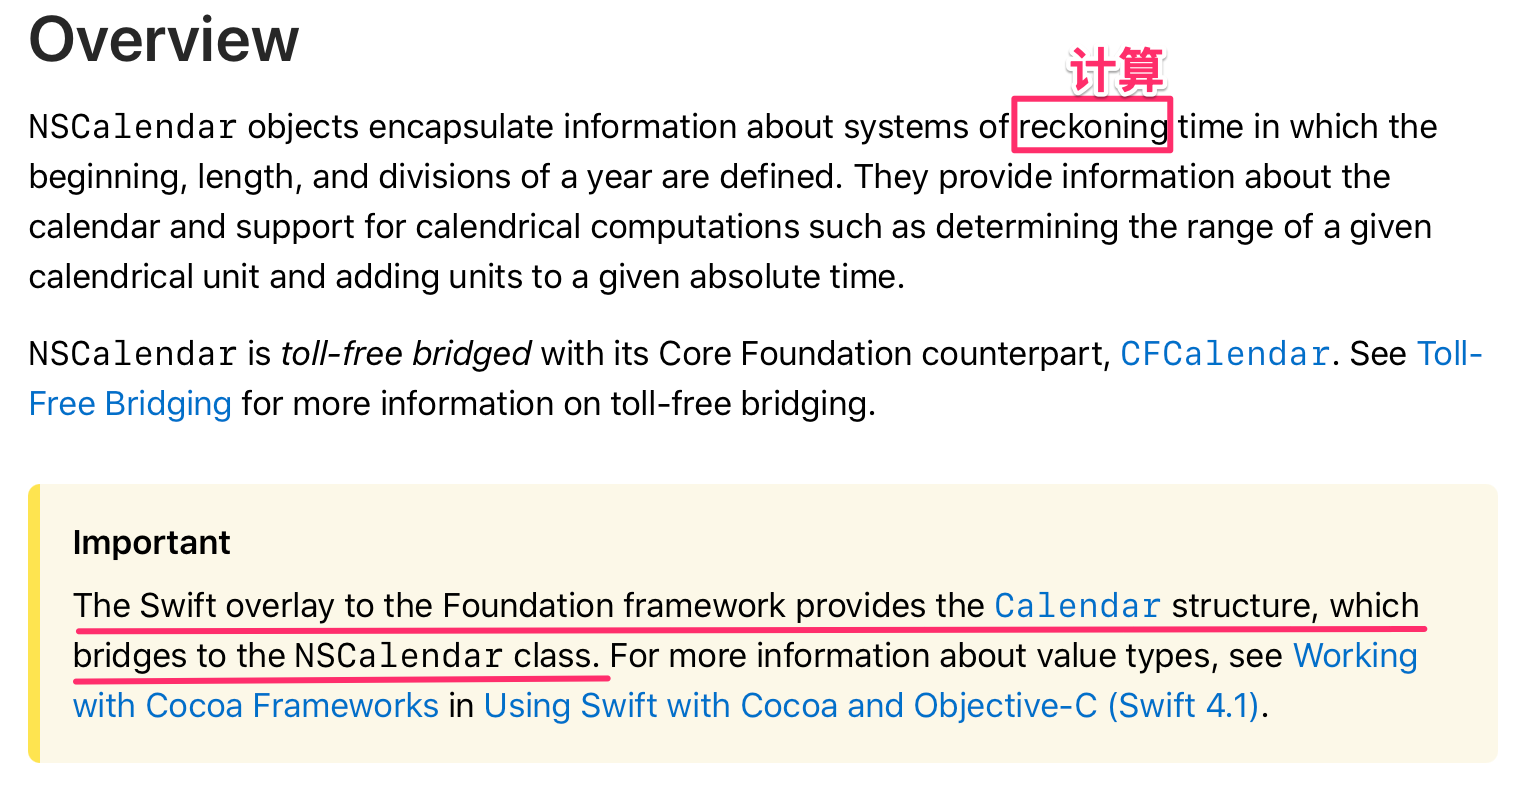 Overview
计算
NSCalendar objects encapsulate information about systems of reckoning time in which the
beginning, length, and divisions of a year are defined. They provide information about the
calendar and support for calendrical computations such as determining the range of a given
calendrical unit and adding units to a given absolute time.
NSCalendar is toll-free bridged with its Core Foundation counterpart, CFCalendar. See Toll-
Free Bridging for more information on toll-free bridging.
Important
The Swift overlay to the Foundation framework provides the Calendar structure, which
bridges to the NSCalendar class. For more information about value types, see Working
with Cocoa Frameworks in Using Swift with Cocoa and Objective-C (Swift 4.1).